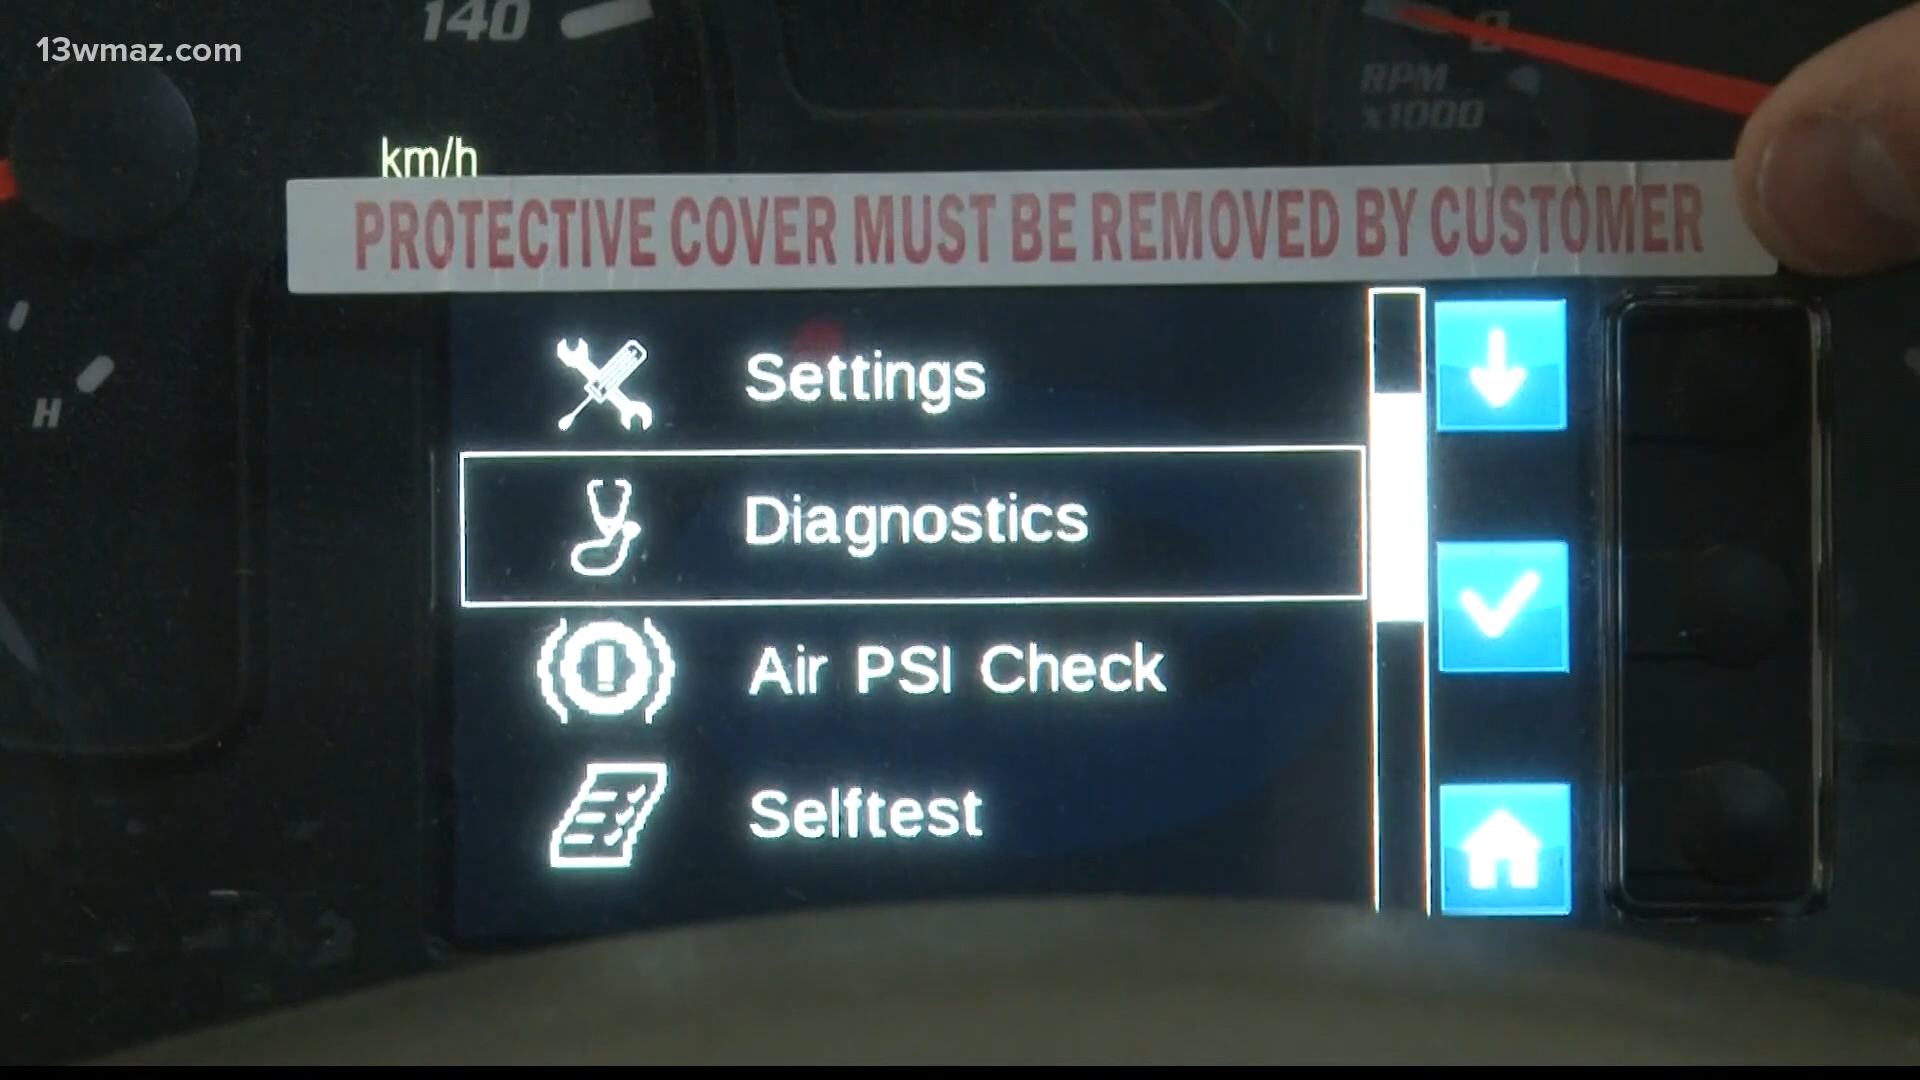 140
13wmaz.com
8
RPM
x1000
km/h
PROTECTIVE COVER MUST BE REMOVED BY CUSTOMER
Settings
H
Diagnostics
Air PSI Check
Selftest